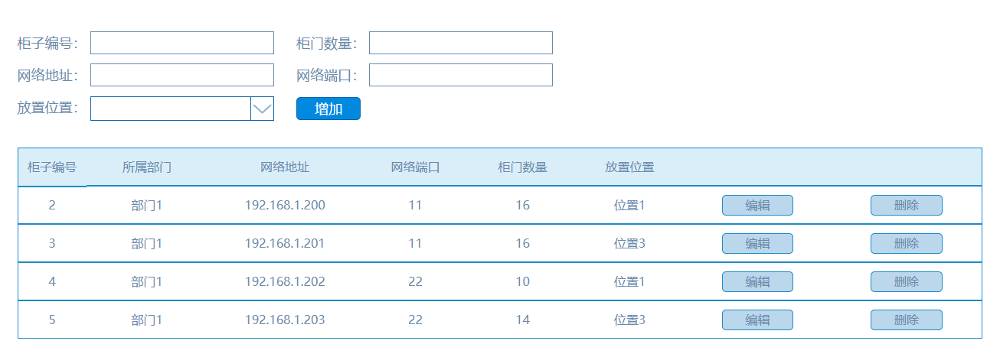 柜子编号： 柜门数量：
网络地址： 网络端口：
放置位置： 增加
柜子编号 所属部门 网络地址 网络端口 柜门数量 放置位置
2 部门1 192.168.1.200 11 16 位置1 编辑 删除
3 部门1 192.168.1.201 11 16 位置3 编辑 删除
4 部门1 192.168.1.202 22 10 位置1 编辑 删除
5 部门1 192.168.1.203 22 14 位置3 编辑 删除